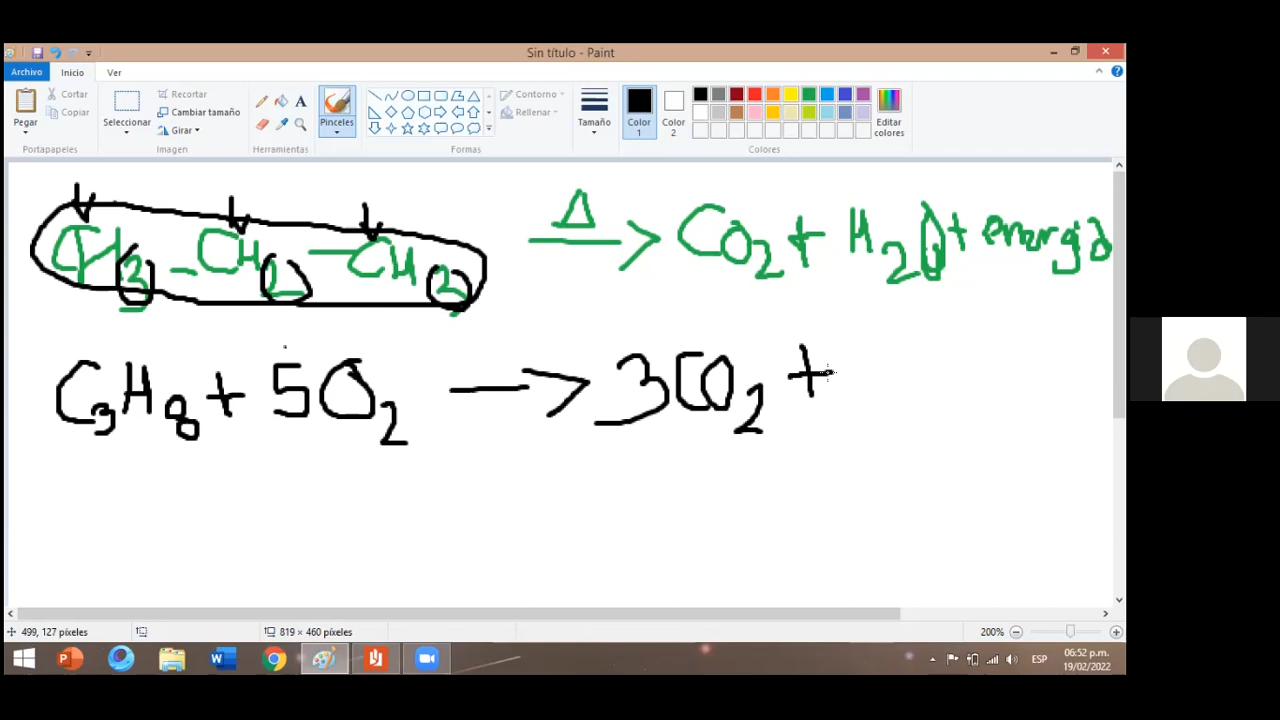 Sin título - Paint
Archivo Inicio Ver
Pegar
Cortar
Copiar
Portapapeles
Seleccionar
Recortar
Cambiar tamaño
Girar
Imagen
A
Herramientas
Pinceles
Contorno
Rellenar
Formas
Tamaño
Color 1
Color 2
Editar colores
Colores
CH3 - CH2 - CH3 Δ → CO2 + H2O + energía
C3H8 + 5O2 → 3CO2 +
499, 127 píxeles
819 × 460 píxeles
200%
ESP
06:52 p.m.
19/02/2022